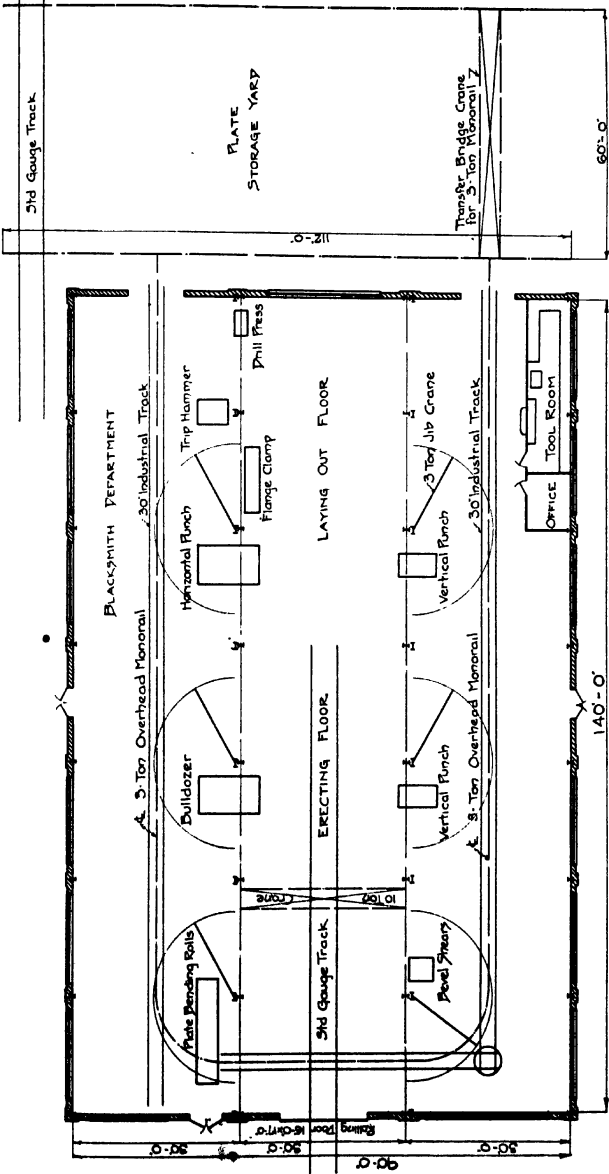 Std Gauge Track
PLATE
STORAGE YARD
Transfer Bridge Crane
for 3-Ton Monorail
60'-0"
112'-0"
BLACKSMITH DEPARTMENT
30" Industrial Track
℄ 3-Ton Overhead Monorail
Trip Hammer
Drill Press
Flange Clamp
Horizontal Punch
Bulldozer
Plate Bending Rolls
LAYING OUT FLOOR
ERECTING FLOOR
10 Ton
Crane
Std Gauge Track
3 Ton Jib Crane
Vertical Punch
Vertical Punch
Bevel Shears
30" Industrial Track
℄ 3-Ton Overhead Monorail
OFFICE
TOOL ROOM
140'-0"
30'-0"
30'-0"
30'-0"
90'-0"
Rolling Door